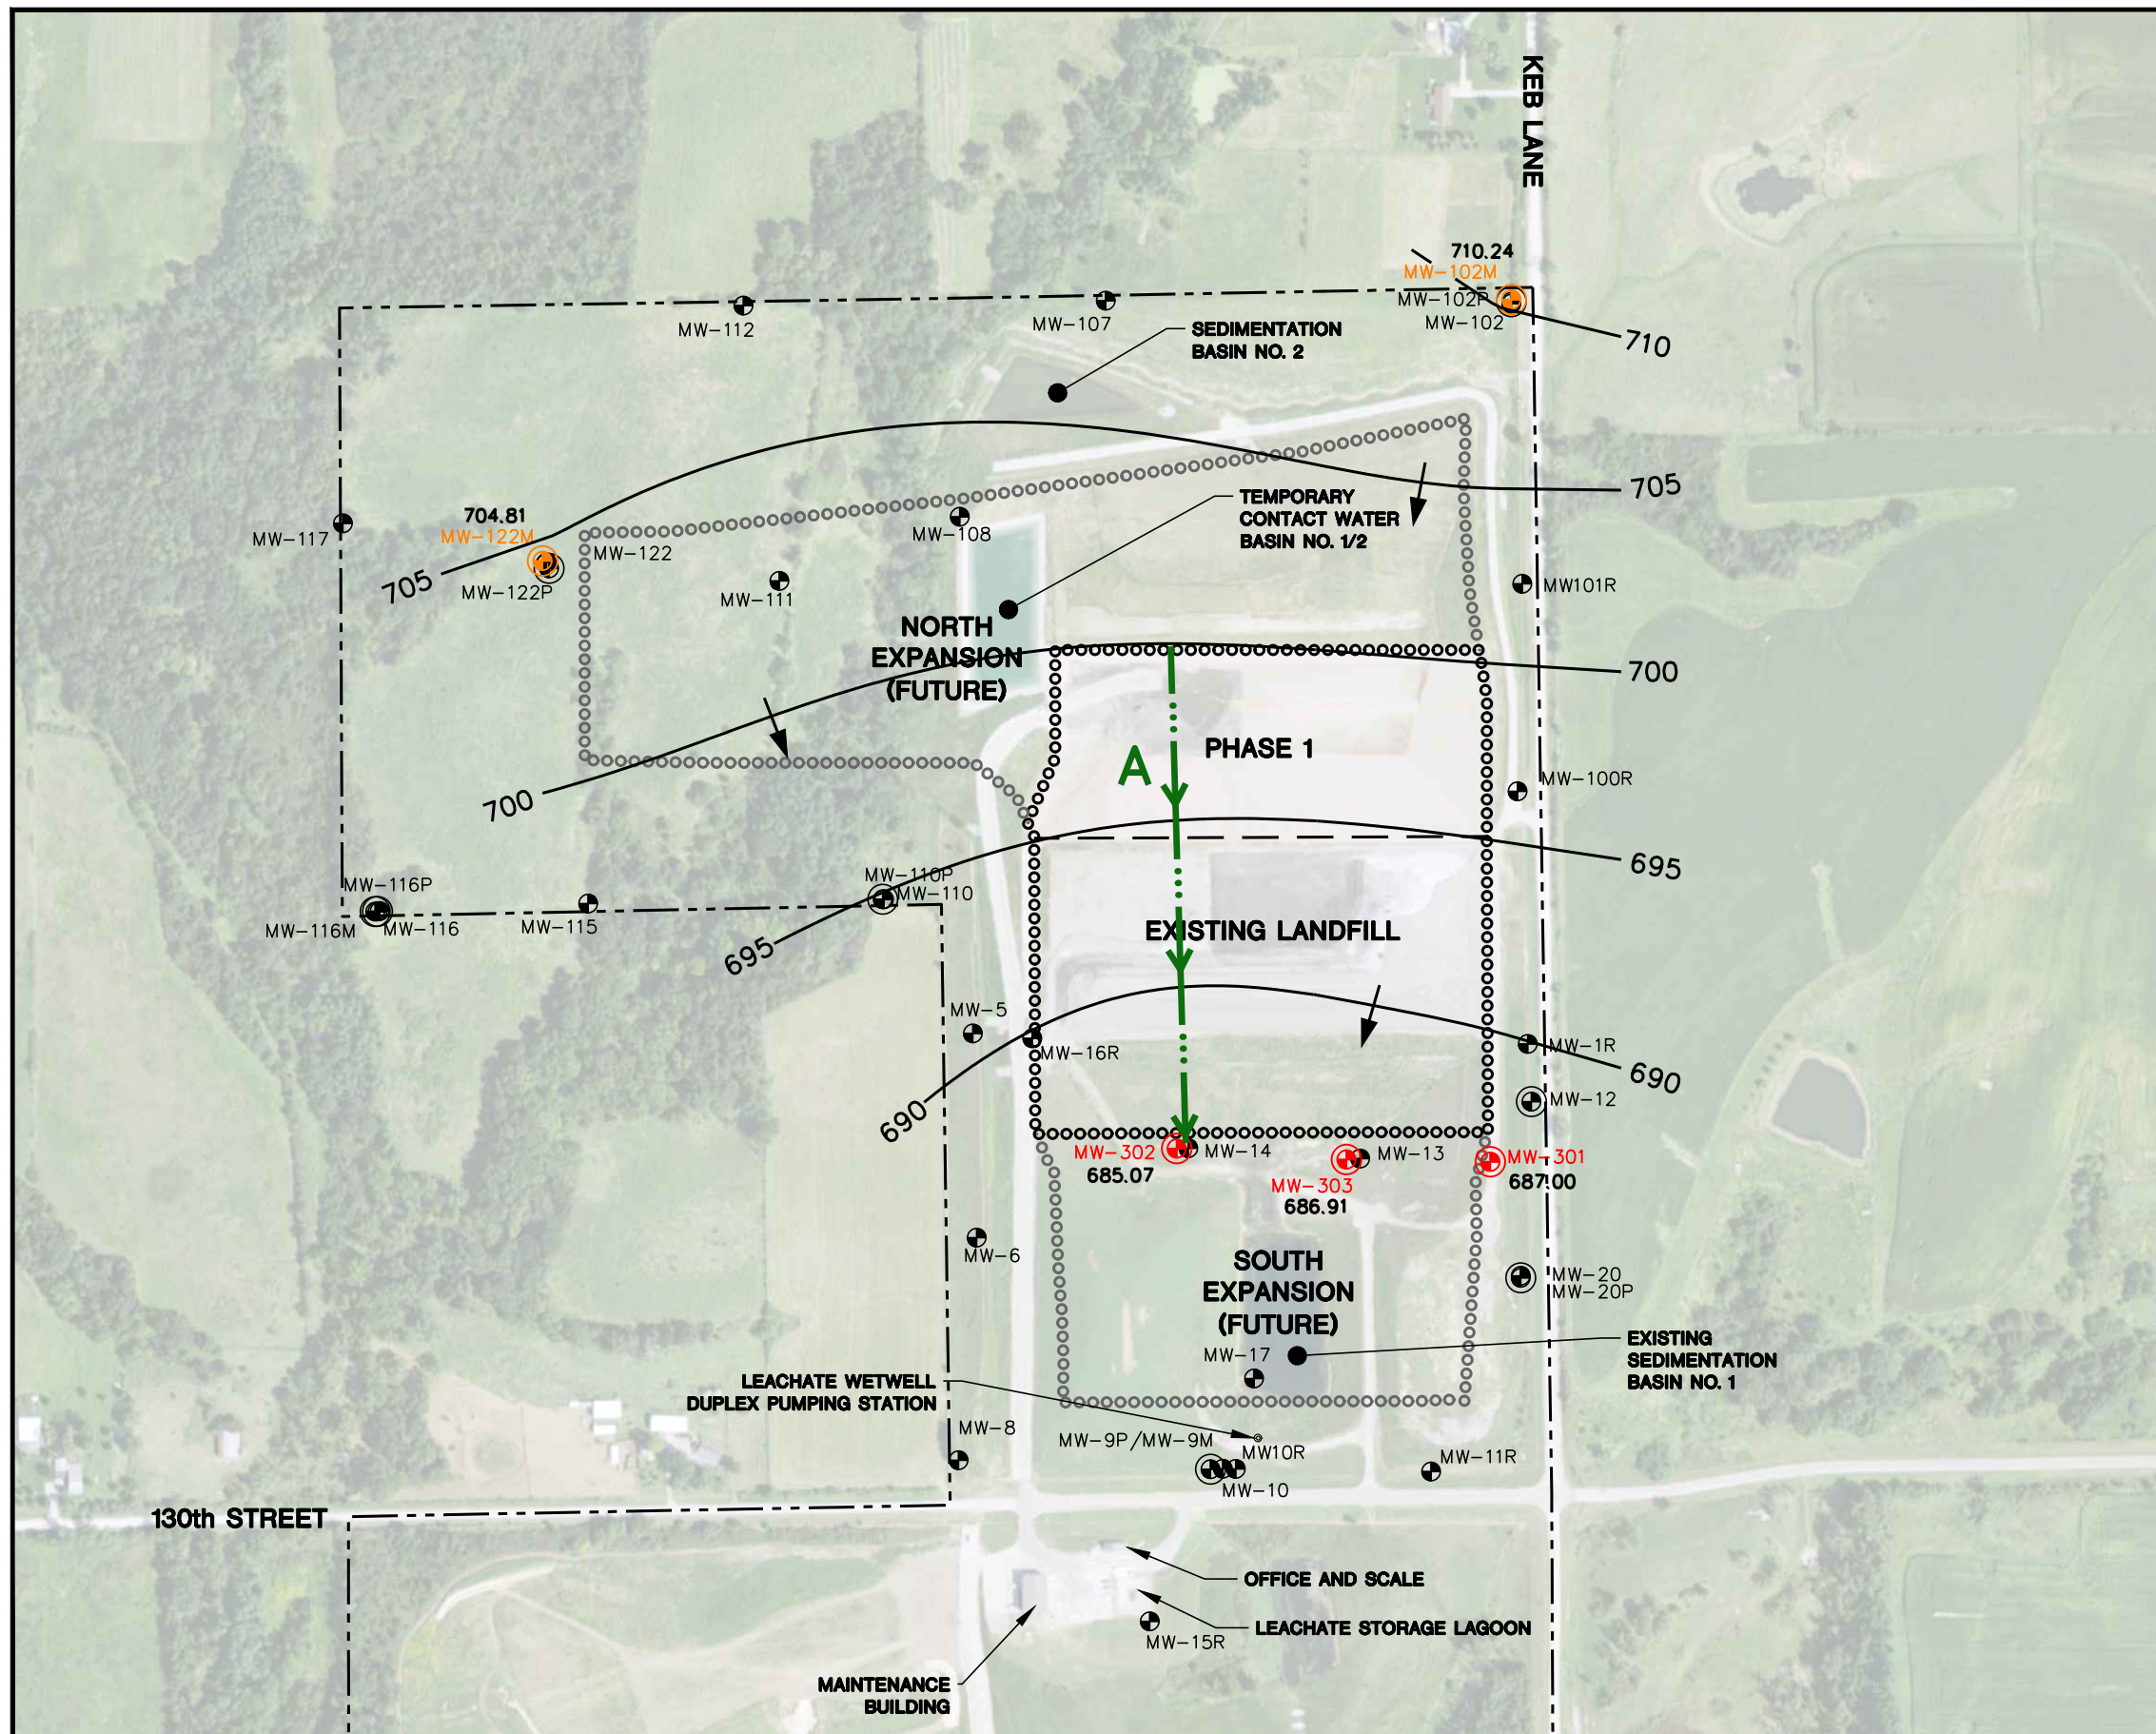 KEB LANE
710.24
MW-102M
MW-102P
MW-102
MW-112
MW-107
SEDIMENTATION
BASIN NO. 2
710
705
704.81
MW-117
MW-122M
MW-122
MW-122P
705
MW-108
MW-111
TEMPORARY
CONTACT WATER
BASIN NO. 1/2
MW101R
NORTH
EXPANSION
(FUTURE)
700
700
A
PHASE 1
MW-100R
695
MW-116P
MW-116M
MW-116
MW-115
MW-110P
MW-110
695
EXISTING LANDFILL
MW-5
MW-16R
MW-1R
690
690
MW-12
MW-302
685.07
MW-14
MW-13
MW-303
686.91
MW-301
687.00
MW-6
SOUTH
EXPANSION
(FUTURE)
MW-20
MW-20P
MW-17
EXISTING
SEDIMENTATION
BASIN NO. 1
LEACHATE WETWELL
DUPLEX PUMPING STATION
MW-8
MW-9P/MW-9M
MW10R
MW-10
MW-11R
130th STREET
OFFICE AND SCALE
LEACHATE STORAGE LAGOON
MW-15R
MAINTENANCE
BUILDING